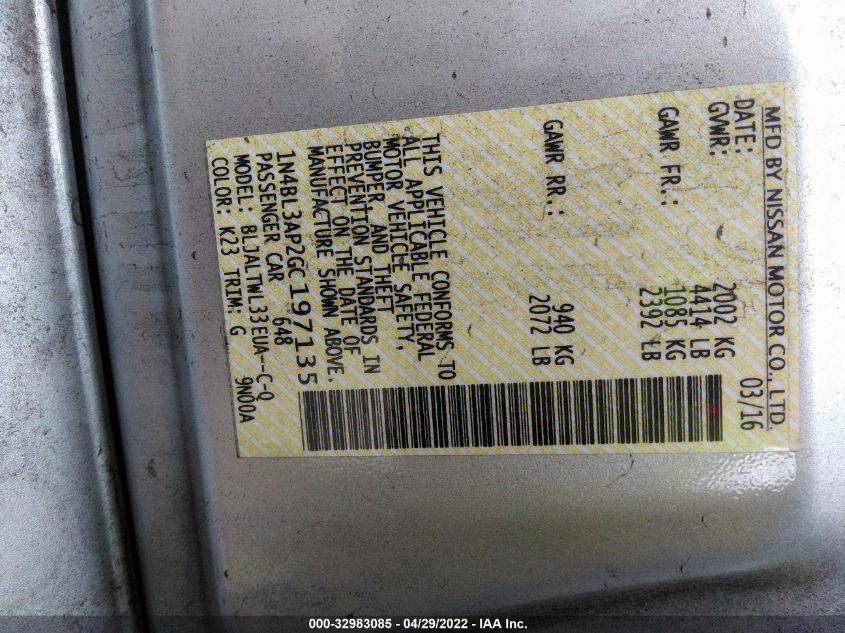 MFD BY NISSAN MOTOR CO., LTD.
DATE: 03/16
GVWR: 2002 KG
4414 LB
GAWR FR.: 1085 KG
2392 LB
GAWR RR.: 940 KG
2072 LB
THIS VEHICLE CONFORMS TO
ALL APPLICABLE FEDERAL
MOTOR VEHICLE SAFETY,
BUMPER AND THEFT
PREVENTION STANDARDS IN
EFFECT ON THE DATE OF
MANUFACTURE SHOWN ABOVE.
1N4BL3AP2GC197135
PASSENGER CAR 648
MODEL: BLJALTWL33EUA--C-Q
COLOR: K23 TRIM: G 9N00A
000-32983085 - 04/29/2022 - IAA Inc.